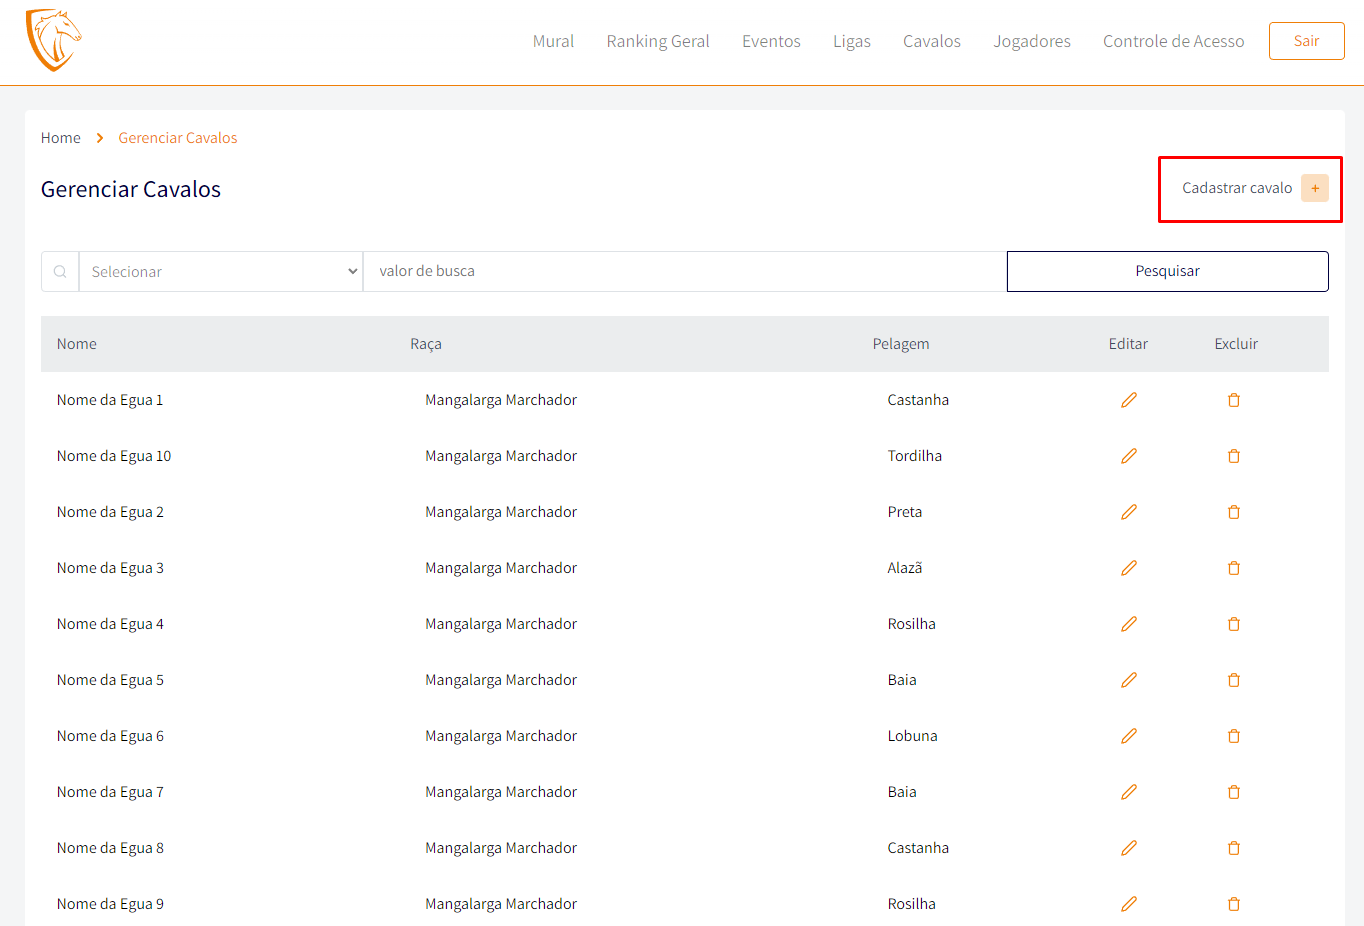 Mural Ranking Geral Eventos Ligas Cavalos Jogadores Controle de Acesso Sair
Home Gerenciar Cavalos
Gerenciar Cavalos
Cadastrar cavalo +
Selecionar valor de busca Pesquisar
Nome Raça Pelagem Editar Excluir
Nome da Egua 1 Mangalarga Marchador Castanha
Nome da Egua 10 Mangalarga Marchador Tordilha
Nome da Egua 2 Mangalarga Marchador Preta
Nome da Egua 3 Mangalarga Marchador Alazã
Nome da Egua 4 Mangalarga Marchador Rosilha
Nome da Egua 5 Mangalarga Marchador Baia
Nome da Egua 6 Mangalarga Marchador Lobuna
Nome da Egua 7 Mangalarga Marchador Baia
Nome da Egua 8 Mangalarga Marchador Castanha
Nome da Egua 9 Mangalarga Marchador Rosilha